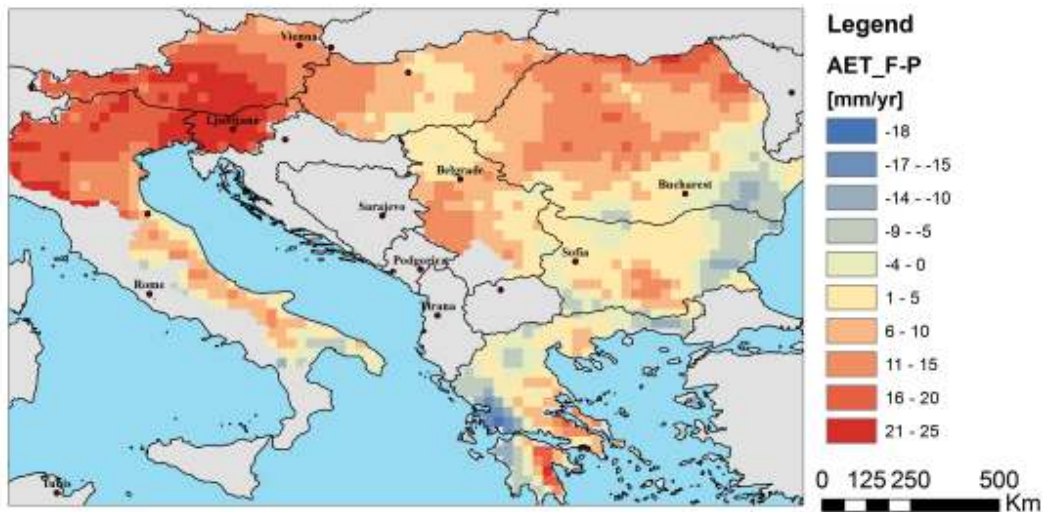 Legend
AET_F-P
[mm/yr]
-18
-17 - -15
-14 - -10
-9 - -5
-4 - 0
1 - 5
6 - 10
11 - 15
16 - 20
21 - 25
0 125 250 500
Km
Vienna
Ljubljana
Belgrade
Bucharest
Sarajevo
Sofia
Podgorica
Rome
Tirana
Tunis